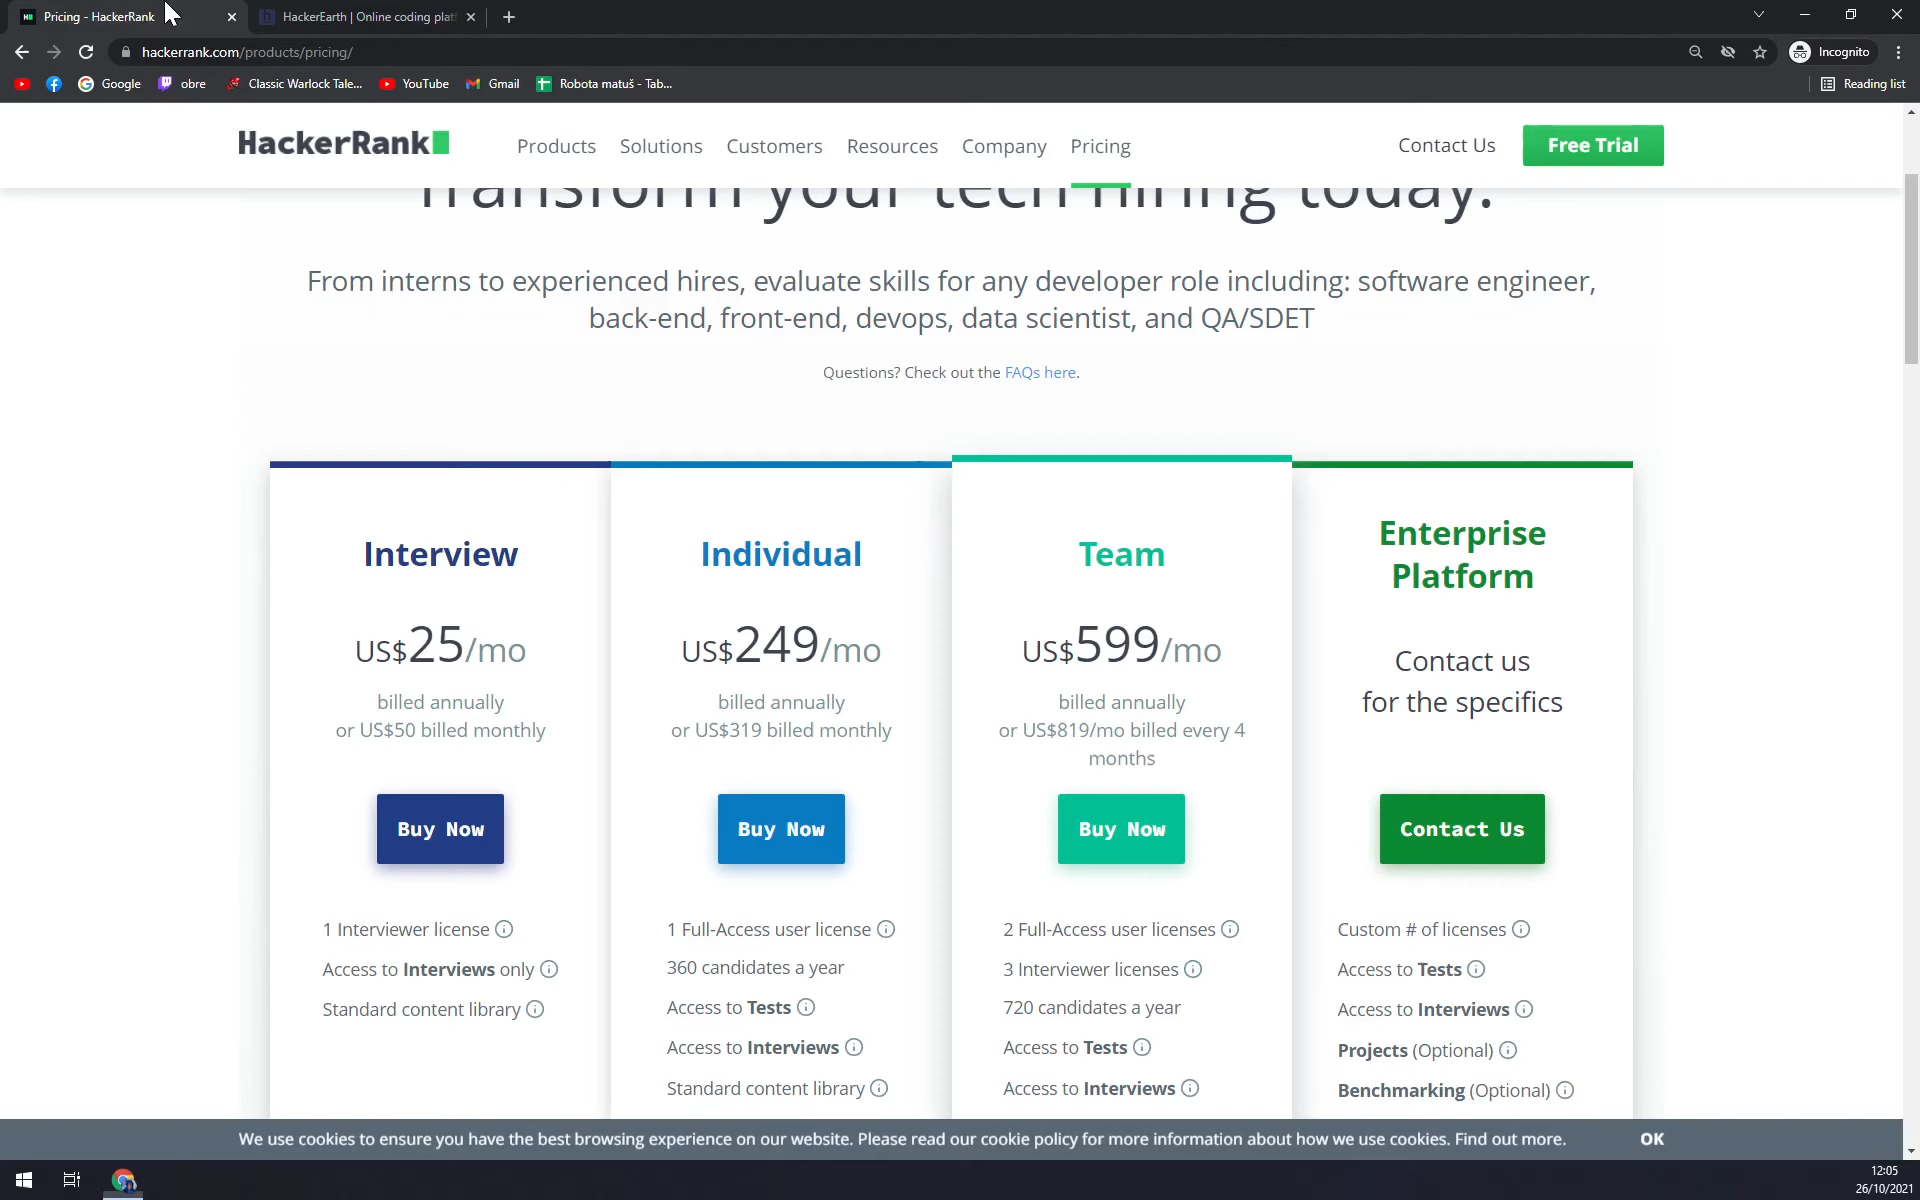 Pricing - HackerRank
HackerEarth | Online coding plat
hackerrank.com/products/pricing/
Incognito
Google
obre
Classic Warlock Tale...
YouTube
Gmail
Robota matuš - Tab...
Reading list
HackerRank
Products
Solutions
Customers
Resources
Company
Pricing
Contact Us
Free Trial
Transform your tech hiring today.
From interns to experienced hires, evaluate skills for any developer role including: software engineer,
back-end, front-end, devops, data scientist, and QA/SDET
Questions? Check out the FAQs here.
Interview
US$25/mo
billed annually
or US$50 billed monthly
Buy Now
1 Interviewer license
Access to Interviews only
Standard content library
Individual
US$249/mo
billed annually
or US$319 billed monthly
Buy Now
1 Full-Access user license
360 candidates a year
Access to Tests
Access to Interviews
Standard content library
Team
US$599/mo
billed annually
or US$819/mo billed every 4
months
Buy Now
2 Full-Access user licenses
3 Interviewer licenses
720 candidates a year
Access to Tests
Access to Interviews
Enterprise
Platform
Contact us
for the specifics
Contact Us
Custom # of licenses
Access to Tests
Access to Interviews
Projects (Optional)
Benchmarking (Optional)
We use cookies to ensure you have the best browsing experience on our website. Please read our cookie policy for more information about how we use cookies. Find out more.
OK
12:05
26/10/2021